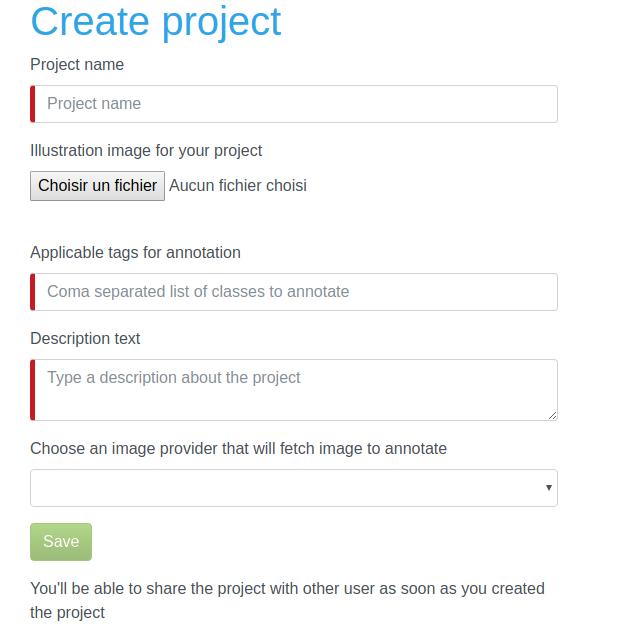 Create project
Project name
Project name
Illustration image for your project
Choisir un fichier Aucun fichier choisi
Applicable tags for annotation
Coma separated list of classes to annotate
Description text
Type a description about the project
Choose an image provider that will fetch image to annotate
Save
You'll be able to share the project with other user as soon as you created
the project